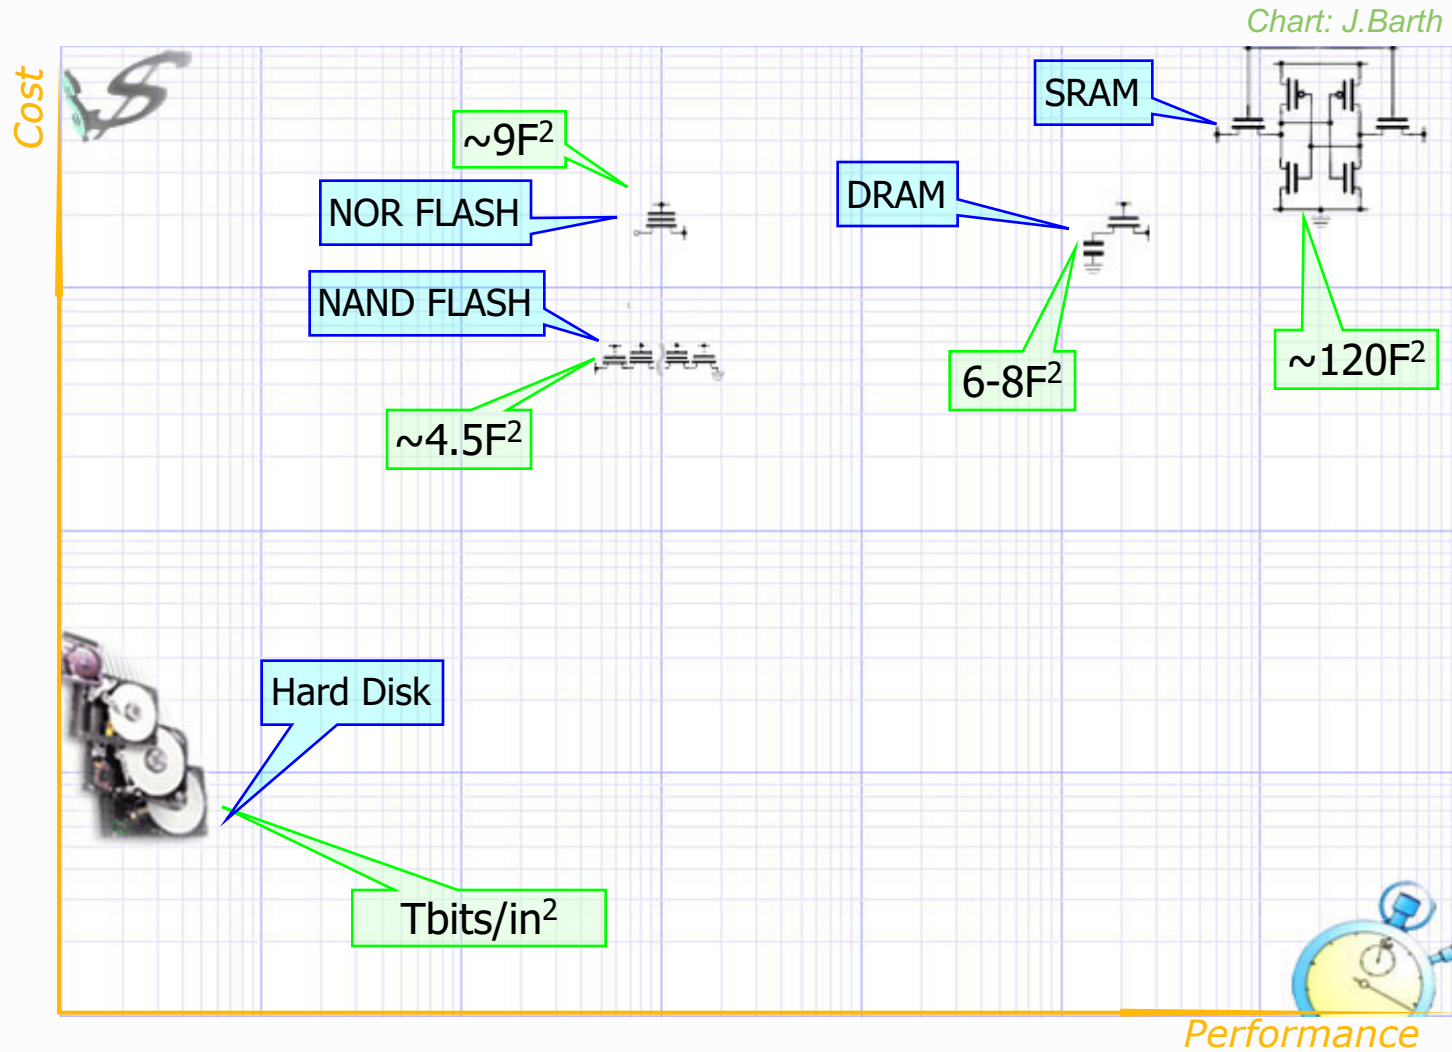 Chart: J.Barth
Cost
SRAM
~9F²
DRAM
NOR FLASH
NAND FLASH
~120F²
6-8F²
~4.5F²
Hard Disk
Tbits/in²
Performance